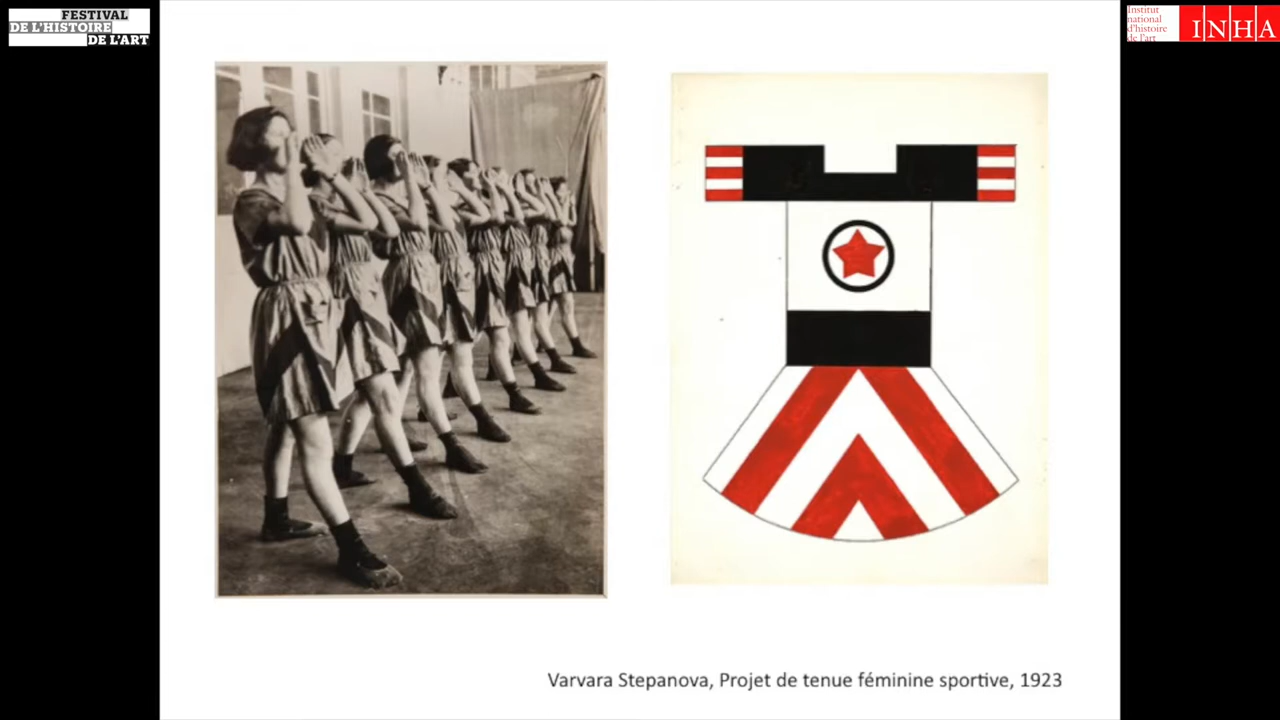 FESTIVAL
DE L'HISTOIRE
DE L'ART
Institut
national
d'histoire
de l'art
INHA
Varvara Stepanova, Projet de tenue féminine sportive, 1923